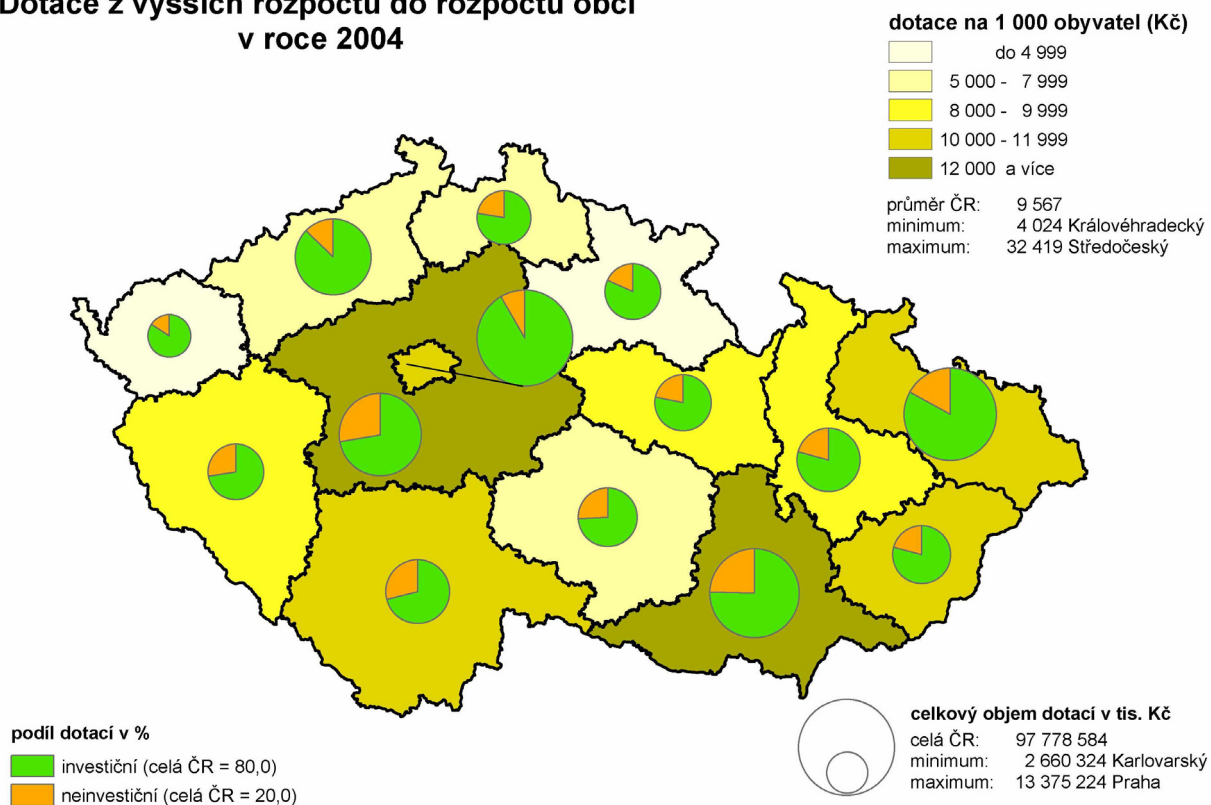 Dotace z vyšších rozpočtů do rozpočtů obcí
v roce 2004
dotace na 1 000 obyvatel (Kč)
do 4 999
5 000 - 7 999
8 000 - 9 999
10 000 - 11 999
12 000 a více
průměr ČR: 9 567
minimum: 4 024 Královéhradecký
maximum: 32 419 Středočeský
podíl dotací v %
investiční (celá ČR = 80,0)
neinvestiční (celá ČR = 20,0)
celkový objem dotací v tis. Kč
celá ČR: 97 778 584
minimum: 2 660 324 Karlovarský
maximum: 13 375 224 Praha